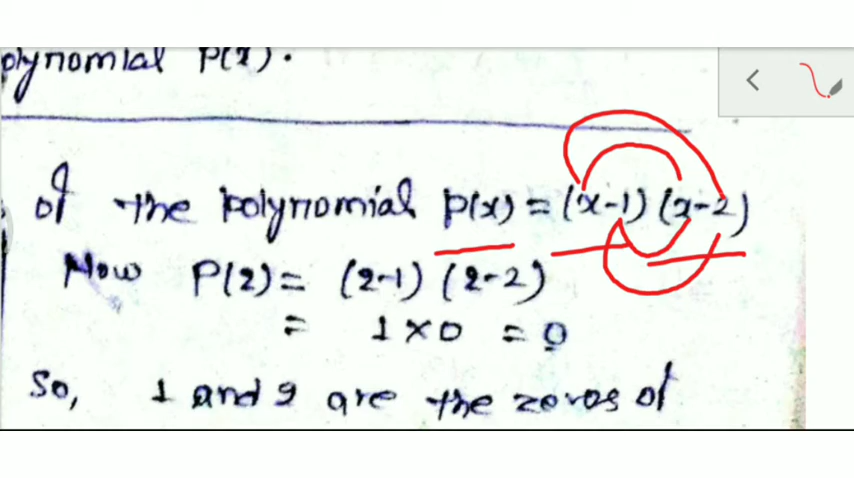 polynomial P(x).
of the polynomial p(x) = (x-1) (x-2)
Now P(2) = (2-1) (2-2)
= 1 × 0 = 0
So, 1 and 2 are the zeros of